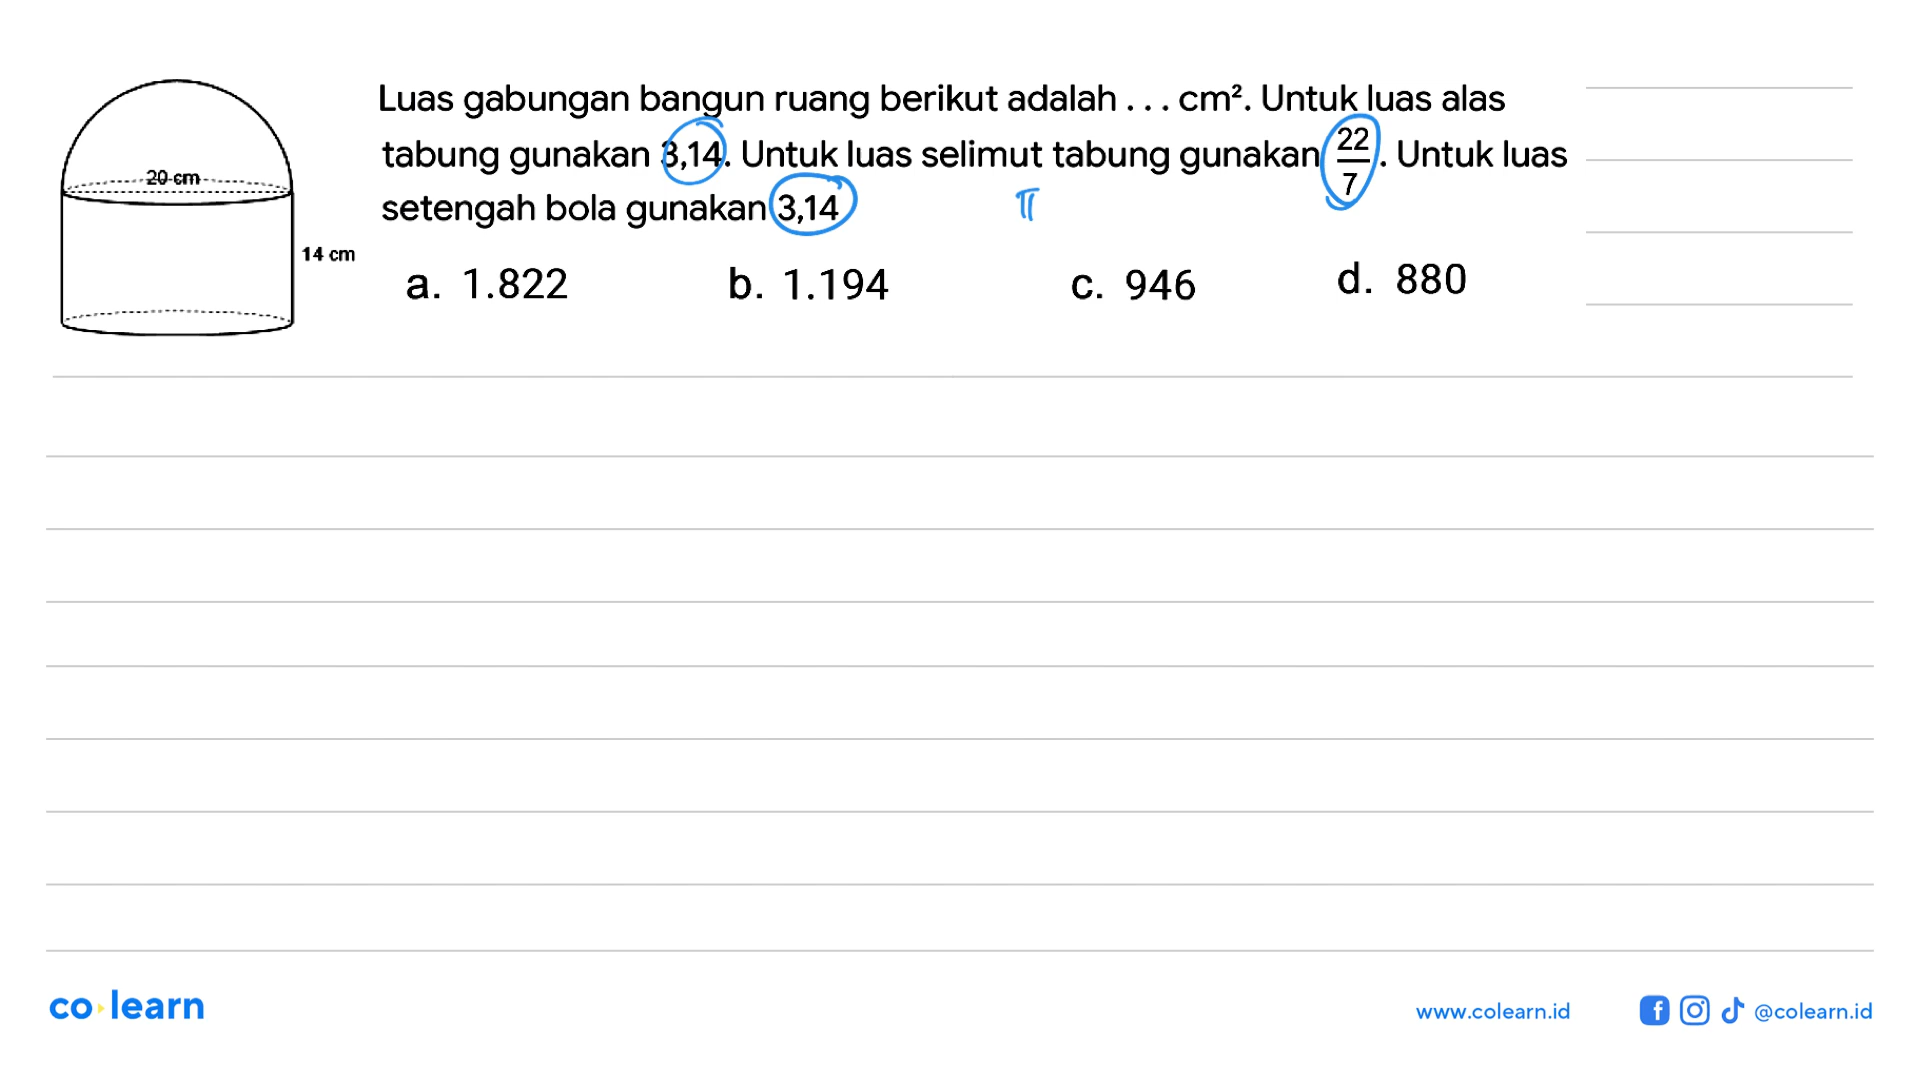 Luas gabungan bangun ruang berikut adalah . . . cm². Untuk luas alas
tabung gunakan 3,14. Untuk luas selimut tabung gunakan 22/7. Untuk luas
setengah bola gunakan 3,14
π
20 cm
14 cm
a. 1.822 b. 1.194 c. 946 d. 880
co learn
www.colearn.id @colearn.id